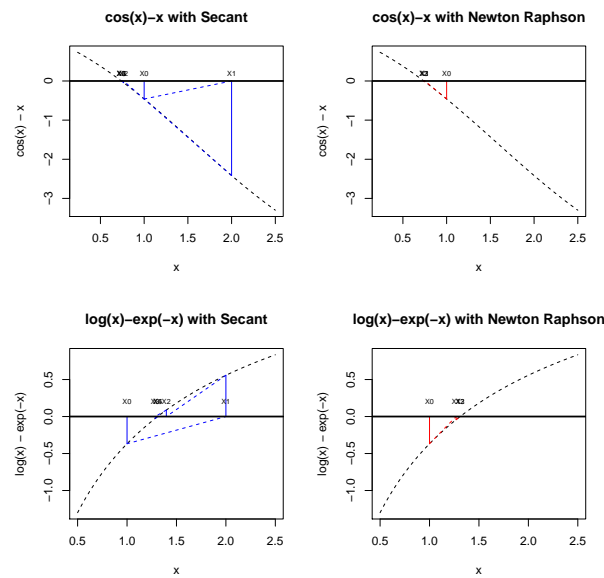 cos(x)−x with Secant
cos(x) − x
0
−1
−2
−3
X0
X1
0.5 1.0 1.5 2.0 2.5
x
cos(x)−x with Newton Raphson
cos(x) − x
0
−1
−2
−3
X0
0.5 1.0 1.5 2.0 2.5
x
log(x)−exp(−x) with Secant
log(x) − exp(−x)
0.5
0.0
−0.5
−1.0
X0
X2
X1
0.5 1.0 1.5 2.0 2.5
x
log(x)−exp(−x) with Newton Raphson
log(x) − exp(−x)
0.5
0.0
−0.5
−1.0
X0
0.5 1.0 1.5 2.0 2.5
x